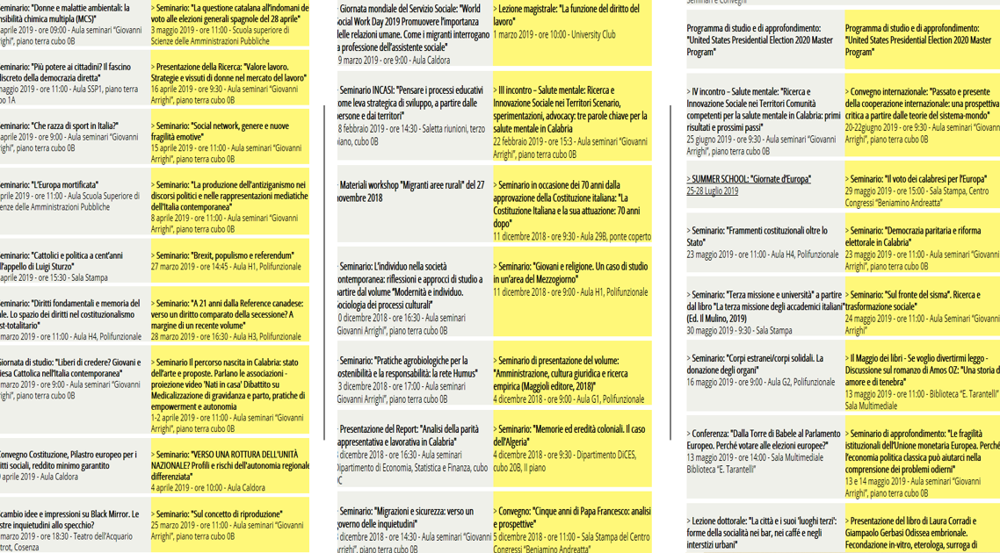 eminario: "Donne e malattie ambientali: la
nsibilità chimica multipla (MCS)"
aprile 2019 - ore 09:00 - Aula seminari "Giovanni
righi", piano terra cubo 0B
> Seminario: "La questione catalana all'indomani de
voto alle elezioni generali spagnole del 28 aprile"
3 maggio 2019 - ore 11:00 - Scuola superiore di
Scienze delle Amministrazioni Pubbliche
eminario: "Più potere ai cittadini? Il fascino
discreto della democrazia diretta"
maggio 2019 - ore 11:00 - Aula SSP1, piano terra
bo 1A
> Presentazione della Ricerca: "Valore lavoro.
Strategie e vissuti di donne nel mercato del lavoro"
16 aprile 2019 - ore 9:30 - Aula seminari "Giovanni
Arrighi", piano terra cubo 0B
eminario: "Che razza di sport in Italia?"
aprile 2019 - ore 9:00 - Aula seminari "Giovanni
righi", piano terra cubo 0B
> Seminario: "Social network, genere e nuove
fragilità emotive"
15 aprile 2019 - ore 11:00 - Aula seminari "Giovanni
Arrighi", piano terra cubo 0B
eminario: "L'Europa mortificata"
aprile 2019 - ore 11:00 - Aula Scuola Superiore di
enze delle Amministrazioni Pubbliche
> Seminario: "La produzione dell'antiziganismo nei
discorsi politici e nelle rappresentazioni mediatiche
dell'Italia contemporanea"
8 aprile 2019 - ore 11:00 - Aula seminari "Giovanni
Arrighi", piano terra cubo 0B
eminario: "Cattolici e politica a cent'anni
ll'appello di Luigi Sturzo"
aprile 2019 - ore 15:30 - Sala Stampa
> Seminario: "Brexit, populismo e referendum"
27 marzo 2019 - ore 14:45 - Aula H1, Polifunzionale
eminario: "Diritti fondamentali e memoria del
ale. Lo spazio dei diritti nel costituzionalismo
st-totalitario"
marzo 2019 - ore 11:00 - Aula H4, Polifunzionale
> Seminario: "A 21 anni dalla Reference canadese:
verso un diritto comparato della secessione? A
margine di un recente volume"
28 marzo 2019 - ore 16:30 - Aula H3, Polifunzionale
iornata di studio: "Liberi di credere? Giovani e
iesa Cattolica nell'Italia contemporanea"
marzo 2019 - ore 9:00 - Aula seminari "Giovanni
righi", piano terra cubo 0B
> Seminario Il percorso nascita in Calabria: stato
dell'arte e proposte. Parlano le associazioni -
proiezione video 'Nati in casa' Dibattito su
Medicalizzazione di gravidanza e parto, pratiche di
empowerment e autonomia
1-2 aprile 2019 - ore 11:00 - Aula seminari "Giovanni
Arrighi", piano terra cubo 0B
onvegno Costituzione, Pilastro europeo per i
itti sociali, reddito minimo garantito
aprile 2019 - Aula Caldora
> Seminario: "VERSO UNA ROTTURA DELL'UNITÀ
NAZIONALE? Profili e rischi dell'autonomia regionale
differenziata"
4 aprile 2019 - ore 10:00 - Aula Caldora
cambio idee e impressioni su Black Mirror. Le
stre inquietudini allo specchio?
marzo 2019 - ore 18:30 - Teatro dell'Acquario
trot, Cosenza
> Seminario: "Sul concetto di riproduzione"
25 marzo 2019 - ore 11:00 - Aula seminari "Giovanni
Arrighi", piano terra cubo 0B
Giornata mondiale del Servizio Sociale: "World
ocial Work Day 2019 Promuovere l'importanza
elle relazioni umane. Come i migranti interrogano
a professione dell'assistente sociale"
9 marzo 2019 - ore 9:00 - Aula Caldora
> Lezione magistrale: "La funzione del diritto del
lavoro"
1 marzo 2019 - ore 10:00 - University Club
Seminario INCASI: "Pensare i processi educativi
ome leva strategica di sviluppo, a partire dalle
persone e dai territori"
8 febbraio 2019 - ore 14:30 - Saletta riunioni, terzo
iano, cubo 0B
> III incontro – Salute mentale: Ricerca e
Innovazione Sociale nei Territori Scenario,
sperimentazioni, advocacy: tre parole chiave per la
salute mentale in Calabria
22 febbraio 2019 - ore 15:3 - Aula seminari "Giovanni
Arrighi", piano terra cubo 0B
Materiali workshop "Migranti aree rurali" del 27
novembre 2018
> Seminario in occasione dei 70 anni dalla
approvazione della Costituzione italiana: "La
Costituzione Italiana e la sua attuazione: 70 anni
dopo"
11 dicembre 2018 - ore 9:30 - Aula 29B, ponte coperto
Seminario: L'individuo nella società
ontemporanea: riflessioni e approcci di studio a
partire dal volume "Modernità e individuo.
Sociologia dei processi culturali"
0 dicembre 2018 - ore 16:30 - Aula seminari
Giovanni Arrighi", piano terra cubo 0B
> Seminario: "Giovani e religione. Un caso di studio
in un'area del Mezzogiorno"
11 dicembre 2018 - ore 9:00 - Aula H1, Polifunzionale
Seminario: "Pratiche agrobiologiche per la
ostenibilità e la responsabilità: la rete Humus"
3 dicembre 2018 - ore 17:00 - Aula seminari
Giovanni Arrighi", piano terra cubo 0B
> Seminario di presentazione del volume:
"Amministrazione, cultura giuridica e ricerca
empirica (Maggioli editore, 2018)"
4 dicembre 2018 - ore 9:00 - Aula G1, Polifunzionale
Presentazione del Report: "Analisi della parità
appresentativa e lavorativa in Calabria"
dicembre 2018 - ore 16:30 - Aula seminari
Dipartimento di Economia, Statistica e Finanza, cubo
0C
> Seminario: "Memorie ed eredità coloniali. Il caso
dell'Algeria"
4 dicembre 2018 - ore 9:30 - Dipartimento DiCES,
cubo 20B, II piano
Seminario: "Migrazioni e sicurezza: verso un
governo delle inquietudini"
dicembre 2018 - ore 14:30 - Aula seminari "Giovanni
rrighi", piano terra cubo 0B
> Convegno: "Cinque anni di Papa Francesco: analisi
e prospettive"
5 dicembre 2018 - ore 11:00 - Sala Stampa del Centro
Congressi "Beniamino Andreatta"
Seminari e Convegni
Programma di studio e di approfondimento:
"United States Presidential Election 2020 Master
Program"
Programma di studio e di approfondimento:
"United States Presidential Election 2020 Master
Program"
> IV incontro – Salute mentale: "Ricerca e
Innovazione Sociale nei Territori Comunità
competenti per la salute mentale in Calabria: primi
risultati e prossimi passi"
25 giugno 2019 - ore 9:30 - Aula seminari "Giovanni
Arrighi", piano terra cubo 0B
> Convegno internazionale: "Passato e presente
della cooperazione internazionale: una prospettiva
critica a partire dalle teorie del sistema-mondo"
20-22giugno 2019 - ore 9:30 - Aula seminari "Giovanni
Arrighi", piano terra cubo 0B
> SUMMER SCHOOL: "Giornate d'Europa"
25-28 Luglio 2019
> Seminario: "Il voto dei calabresi per l'Europa"
29 maggio 2019 - ore 15:00 - Sala Stampa, Centro
Congressi "Beniamino Andreatta"
> Seminario: "Frammenti costituzionali oltre lo
Stato"
23 maggio 2019 - ore 11:00 - Aula H4, Polifunzionale
> Seminario: "Democrazia paritaria e riforma
elettorale in Calabria"
23 maggio 2019 - ore 11:00 - Aula seminari "Giovanni
Arrighi", piano terra cubo 0B
> Seminario: "Terza missione e università" a partire
dal libro "La terza missione degli accademici italiani"
(Ed. Il Mulino, 2019)
30 maggio 2019 - 9:30 - Sala Stampa
> Seminario: "Sul fronte del sisma". Ricerca e
trasformazione sociale"
24 maggio 2019 - ore 11:00 - Aula Seminari "Giovanni
Arrighi"
> Seminario: "Corpi estranei/corpi solidali. La
donazione degli organi"
16 maggio 2019 - ore 9:00 - Aula G2, Polifunzionale
> Il Maggio dei libri - Se voglio divertirmi leggo -
Discussione sul romanzo di Amos OZ: "Una storia d
amore e di tenebra"
13 maggio 2019 - ore 11:00 - Biblioteca "E. Tarantelli"
Sala Multimediale
> Conferenza: "Dalla Torre di Babele al Parlamento
Europeo. Perché votare alle elezioni europee?"
13 maggio 2019 - ore 14:00 - Sala Multimediale
Biblioteca "E. Tarantelli"
> Seminario di approfondimento: "Le fragilità
istituzionali dell'Unione monetaria Europea. Perché
l'economia politica classica può aiutarci nella
comprensione dei problemi odierni"
13 e 14 maggio 2019 - ore 11:00 - Aula seminari "Giovanni
Arrighi", piano terra cubo 0B
> Lezione dottorale: "La città e i suoi 'luoghi terzi':
forme della socialità nei bar, nei caffé e negli
interstizi urbani"
> Presentazione del libro di Laura Corradi e
Giampaolo Gerbasi Odissea embrionale.
Fecondazione in-vitro, eterologa, surroga di